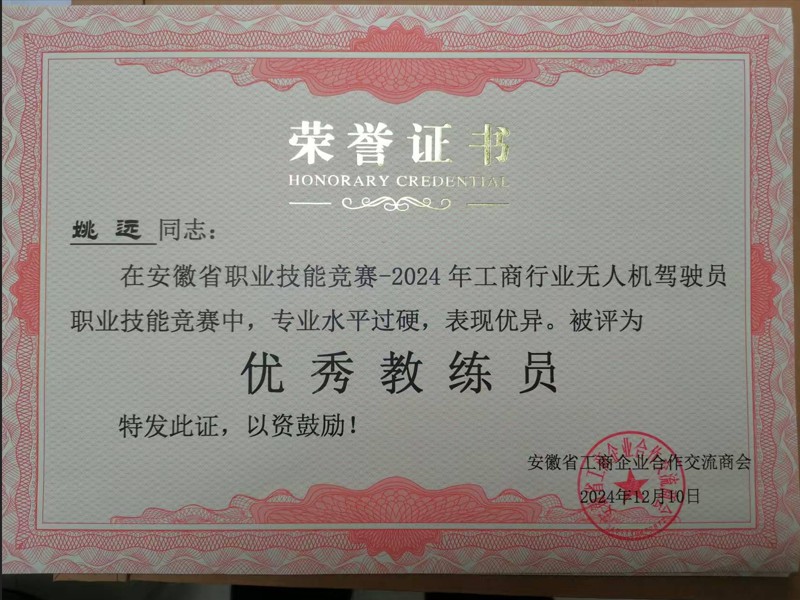 荣誉证书
HONORARY CREDENTIAL
姚远 同志：
在安徽省职业技能竞赛-2024年工商行业无人机驾驶员
职业技能竞赛中，专业水平过硬，表现优异。被评为
优秀教练员
特发此证，以资鼓励！
安徽省工商企业合作交流商会
2024年12月10日